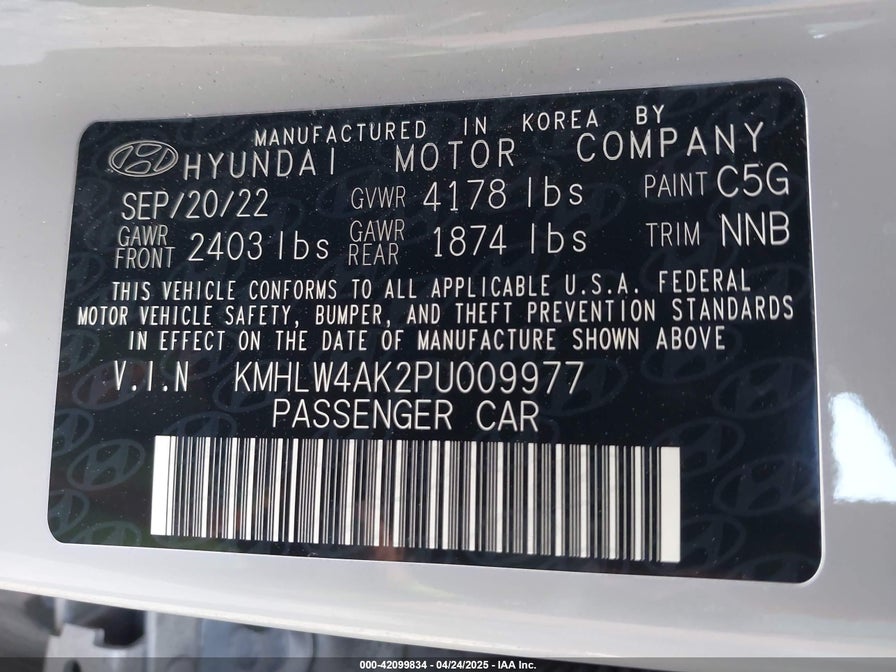 MANUFACTURED IN KOREA BY
HYUNDAI MOTOR COMPANY
SEP/20/22 GVWR 4178 lbs PAINT C5G
GAWR FRONT 2403 lbs GAWR REAR 1874 lbs TRIM NNB
THIS VEHICLE CONFORMS TO ALL APPLICABLE U.S.A. FEDERAL
MOTOR VEHICLE SAFETY, BUMPER, AND THEFT PREVENTION STANDARDS
IN EFFECT ON THE DATE OF MANUFACTURE SHOWN ABOVE
V.I.N KMHLW4AK2PU009977
PASSENGER CAR
000-42099834 - 04/24/2025 - IAA Inc.